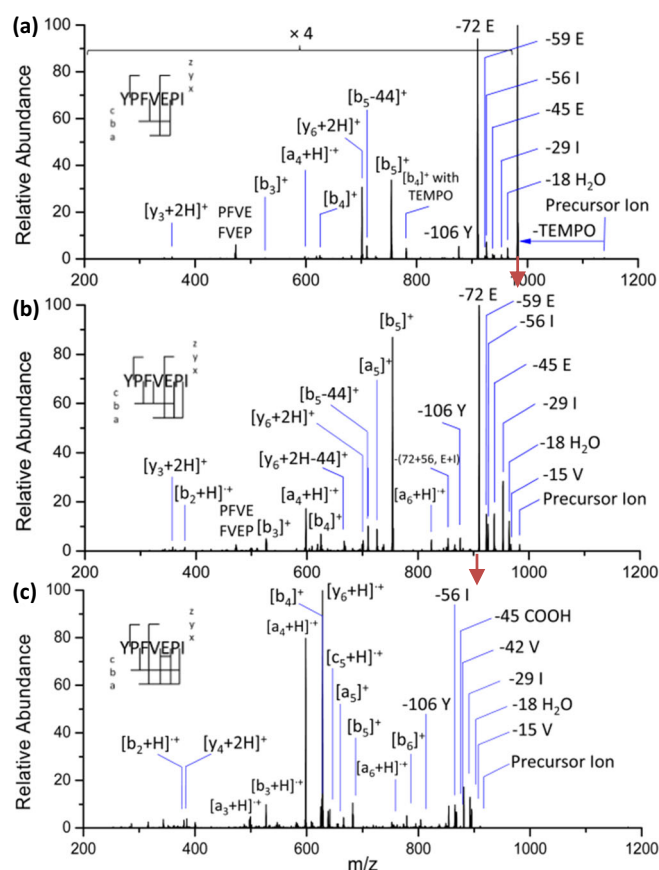 (a)
Relative Abundance
100
80
60
40
20
0
× 4
z
y
x
YPFVEPI
c
b
a
[y₃+2H]⁺
PFVE
FVEP
[b₃]⁺
[a₄+H]·⁺
[b₄]⁺
[y₆+2H]⁺
[b₅-44]⁺
[b₅]⁺
[b₄]⁺ with
TEMPO
-106 Y
-72 E
-59 E
-56 I
-45 E
-29 I
-18 H₂O
Precursor Ion
-TEMPO
200
400
600
800
1000
1200
(b)
Relative Abundance
100
80
60
40
20
0
z
y
x
YPFVEPI
c
b
a
[y₃+2H]⁺
[b₂+H]·⁺
PFVE
FVEP
[b₃]⁺
[a₄+H]·⁺
[b₄]⁺
[y₆+2H-44]⁺
[y₆+2H]⁺
[b₅-44]⁺
[a₅]⁺
[b₅]⁺
-106 Y
-(72+56, E+I)
[a₆+H]·⁺
-72 E
-59 E
-56 I
-45 E
-29 I
-18 H₂O
-15 V
Precursor Ion
200
400
600
800
1000
1200
(c)
Relative Abundance
100
80
60
40
20
0
z
y
x
YPFVEPI
c
b
a
[b₂+H]·⁺
[y₄+2H]⁺
[a₃+H]·⁺
[b₃+H]·⁺
[a₄+H]·⁺
[b₄]⁺
[y₆+H]·⁺
[c₅+H]·⁺
[a₅]⁺
[b₅]⁺
[a₆+H]·⁺
[b₆]⁺
-106 Y
-56 I
-45 COOH
-42 V
-29 I
-18 H₂O
-15 V
Precursor Ion
200
400
600
800
1000
1200
m/z